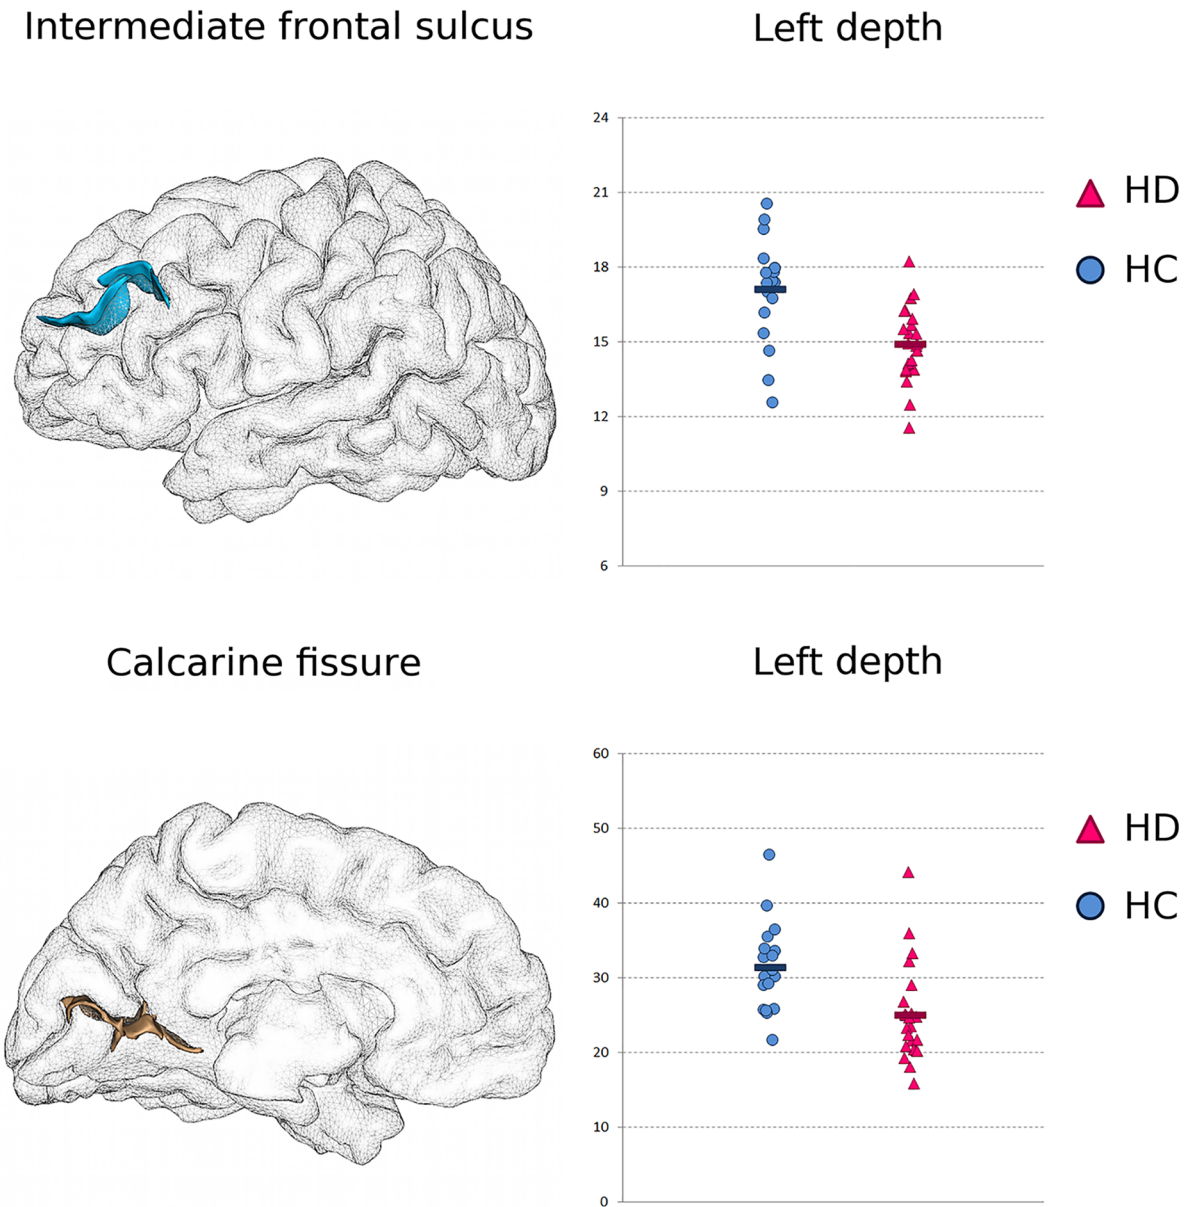 Intermediate frontal sulcus
Left depth
24
21
18
15
12
9
6
HD
HC
Calcarine fissure
Left depth
60
50
40
30
20
10
0
HD
HC